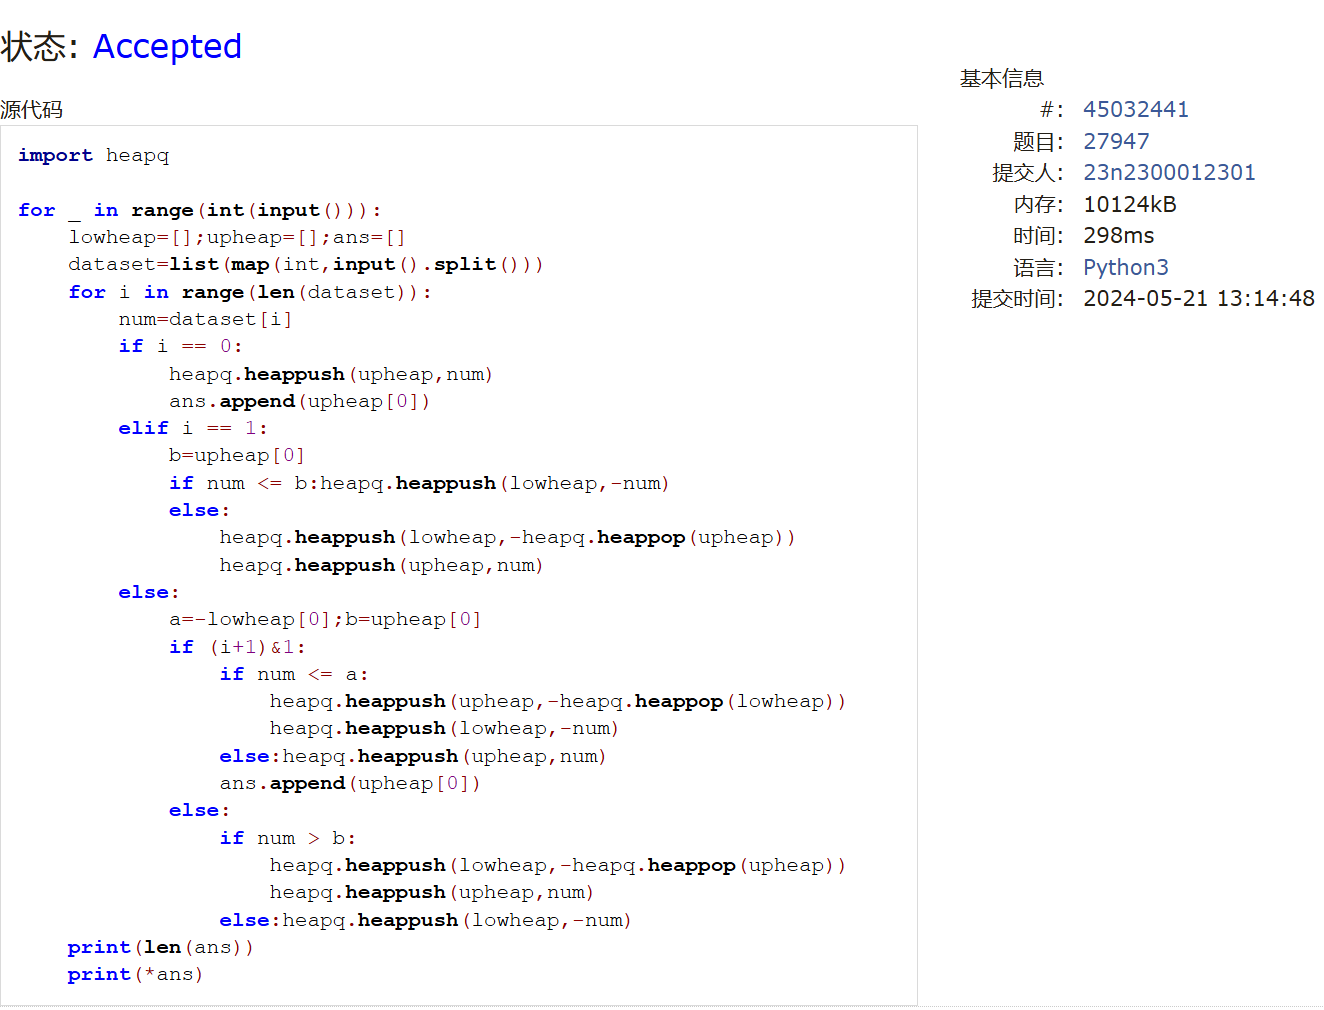 状态: Accepted
源代码
import heapq

for _ in range(int(input())):
    lowheap=[];upheap=[];ans=[]
    dataset=list(map(int,input().split()))
    for i in range(len(dataset)):
        num=dataset[i]
        if i == 0:
            heapq.heappush(upheap,num)
            ans.append(upheap[0])
        elif i == 1:
            b=upheap[0]
            if num <= b:heapq.heappush(lowheap,-num)
            else:
                heapq.heappush(lowheap,-heapq.heappop(upheap))
                heapq.heappush(upheap,num)
        else:
            a=-lowheap[0];b=upheap[0]
            if (i+1)&1:
                if num <= a:
                    heapq.heappush(upheap,-heapq.heappop(lowheap))
                    heapq.heappush(lowheap,-num)
                else:heapq.heappush(upheap,num)
                ans.append(upheap[0])
            else:
                if num > b:
                    heapq.heappush(lowheap,-heapq.heappop(upheap))
                    heapq.heappush(upheap,num)
                else:heapq.heappush(lowheap,-num)
    print(len(ans))
    print(*ans)
基本信息
#: 45032441
题目: 27947
提交人: 23n2300012301
内存: 10124kB
时间: 298ms
语言: Python3
提交时间: 2024-05-21 13:14:48